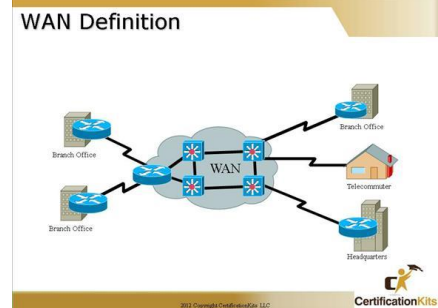 WAN Definition
Branch Office
Branch Office
WAN
Telecommuter
Branch Office
Headquarters
2012 Copyright CertificationKits LLC
CertificationKits